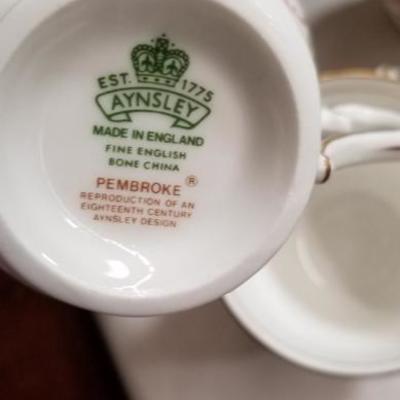 EST. 1775
AYNSLEY
MADE IN ENGLAND
FINE ENGLISH
BONE CHINA
PEMBROKE ®
REPRODUCTION OF AN
EIGHTEENTH CENTURY
AYNSLEY DESIGN